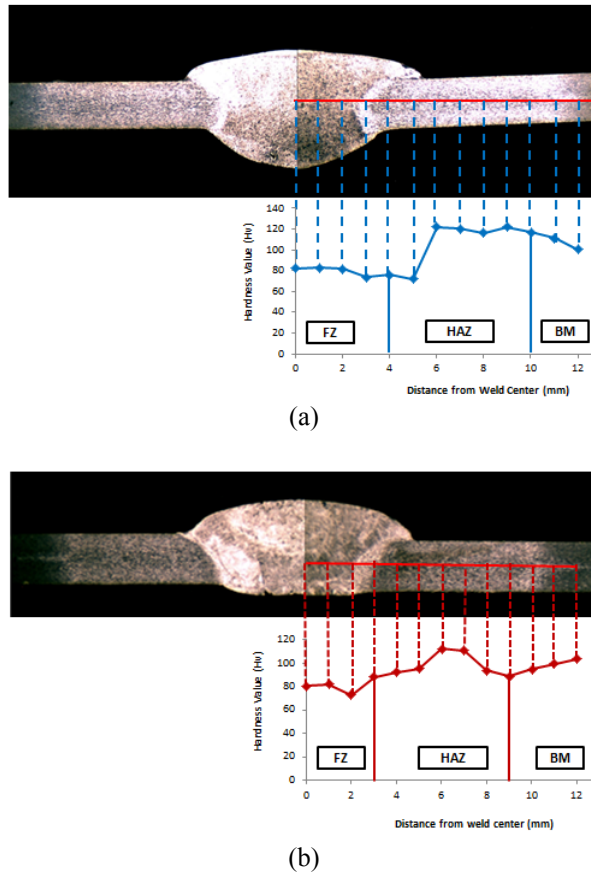 140
120
100
80
60
40
20
0
Hardness Value (Hv)
FZ
HAZ
BM
0 2 4 6 8 10 12
Distance from Weld Center (mm)
(a)
120
100
80
60
40
20
0
Hardness Value (Hv)
FZ
HAZ
BM
0 2 4 6 8 10 12
Distance from weld center (mm)
(b)